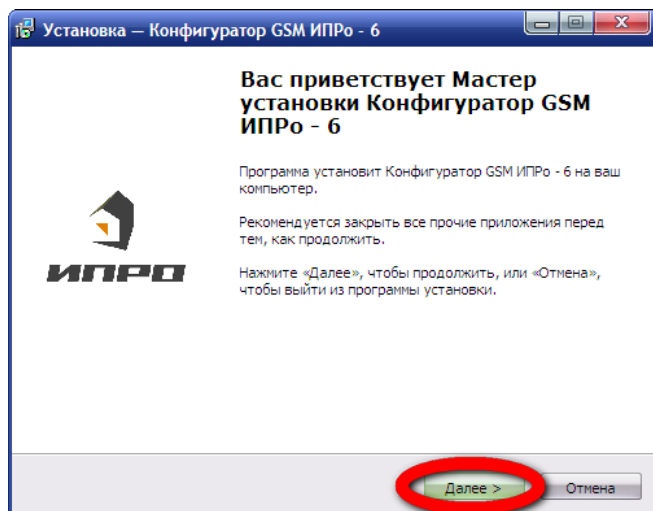 Установка — Конфигуратор GSM ИПРо - 6
Вас приветствует Мастер
установки Конфигуратор GSM
ИПРо - 6
Программа установит Конфигуратор GSM ИПРо - 6 на ваш
компьютер.
Рекомендуется закрыть все прочие приложения перед
тем, как продолжить.
Нажмите «Далее», чтобы продолжить, или «Отмена»,
чтобы выйти из программы установки.
ИПРО
Далее >
Отмена